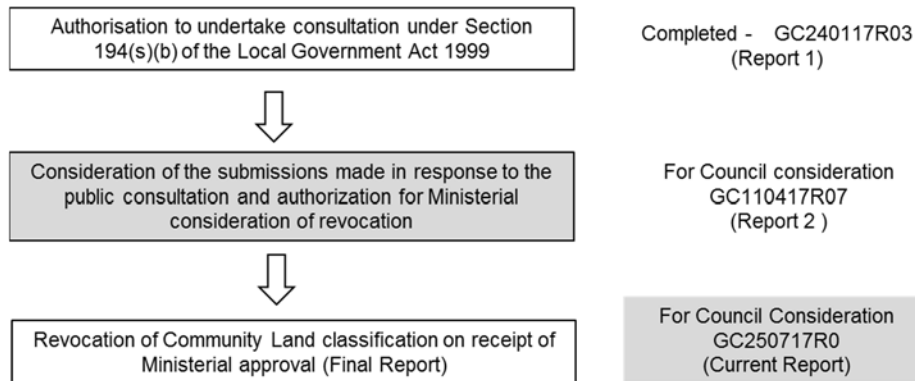 Authorisation to undertake consultation under Section
194(s)(b) of the Local Government Act 1999
Completed - GC240117R03
(Report 1)
Consideration of the submissions made in response to the
public consultation and authorization for Ministerial
consideration of revocation
For Council consideration
GC110417R07
(Report 2 )
Revocation of Community Land classification on receipt of
Ministerial approval (Final Report)
For Council Consideration
GC250717R0
(Current Report)